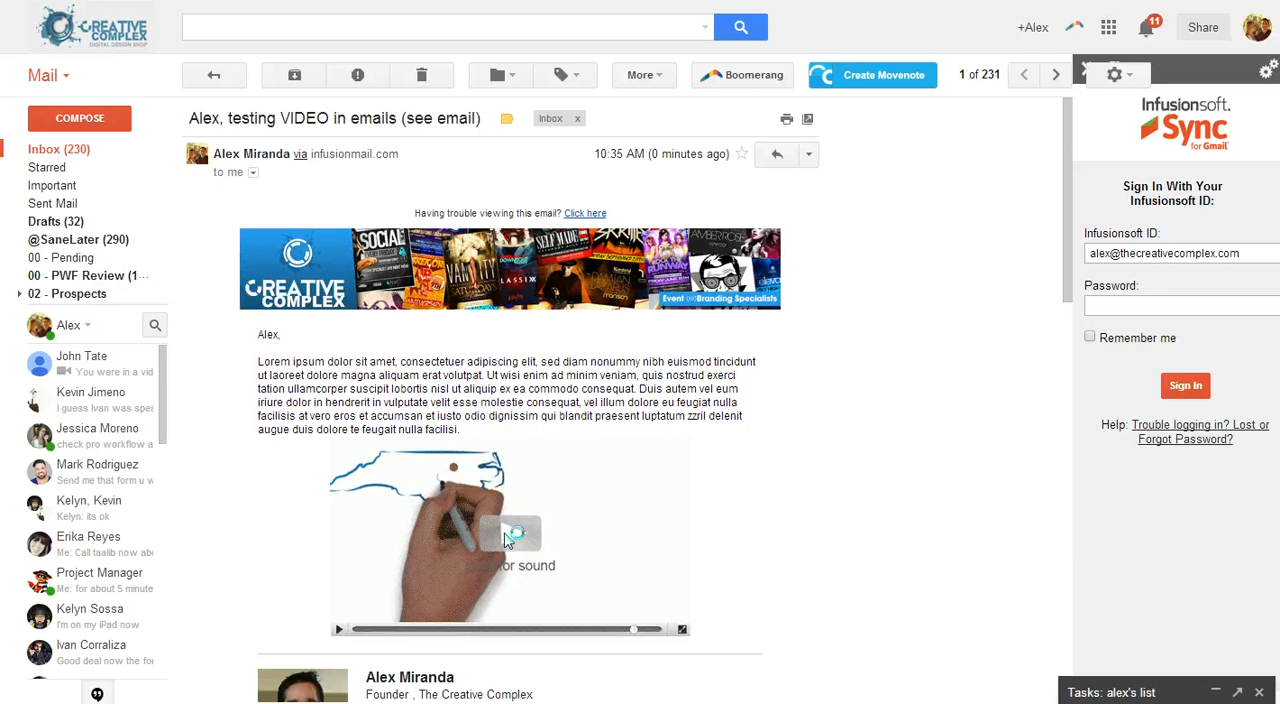 CREATIVE
COMPLEX
DIGITAL DESIGN SHOP
+Alex
11
Share
Mail
More
Boomerang
Create Movenote
1 of 231
COMPOSE
Inbox (230)
Starred
Important
Sent Mail
Drafts (32)
@SaneLater (290)
00 - Pending
00 - PWF Review (1...
02 - Prospects
Alex
John Tate
You were in a vid
Kevin Jimeno
I guess Ivan was spea
Jessica Moreno
check pro workflow a
Mark Rodriguez
Send me that form u w
Kelyn, Kevin
Kelyn: its ok
Erika Reyes
Me: Call taalib now abo
Project Manager
Me: for about 5 minute
Kelyn Sossa
I'm on my iPad now
Ivan Corraliza
Good deal now the fo
Alex, testing VIDEO in emails (see email)
Inbox x
Alex Miranda via infusionmail.com
10:35 AM (0 minutes ago)
to me
Having trouble viewing this email? Click here
CREATIVE
COMPLEX
SOCIAL
VANITY
CLASSIX
SELF MADE
RUNWAY
AMBER ROSE
Event
Branding Specialists
Alex,
Lorem ipsum dolor sit amet, consectetuer adipiscing elit, sed diam nonummy nibh euismod tincidunt
ut laoreet dolore magna aliquam erat volutpat. Ut wisi enim ad minim veniam, quis nostrud exerci
tation ullamcorper suscipit lobortis nisl ut aliquip ex ea commodo consequat. Duis autem vel eum
iriure dolor in hendrerit in vulputate velit esse molestie consequat, vel illum dolore eu feugiat nulla
facilisis at vero eros et accumsan et iusto odio dignissim qui blandit praesent luptatum zzril delenit
augue duis dolore te feugait nulla facilisi.
for sound
Alex Miranda
Founder , The Creative Complex
Infusionsoft.
Sync
for Gmail
Sign In With Your
Infusionsoft ID:
Infusionsoft ID:
alex@thecreativecomplex.com
Password:
Remember me
Sign In
Help: Trouble logging in? Lost or
Forgot Password?
Tasks: alex's list